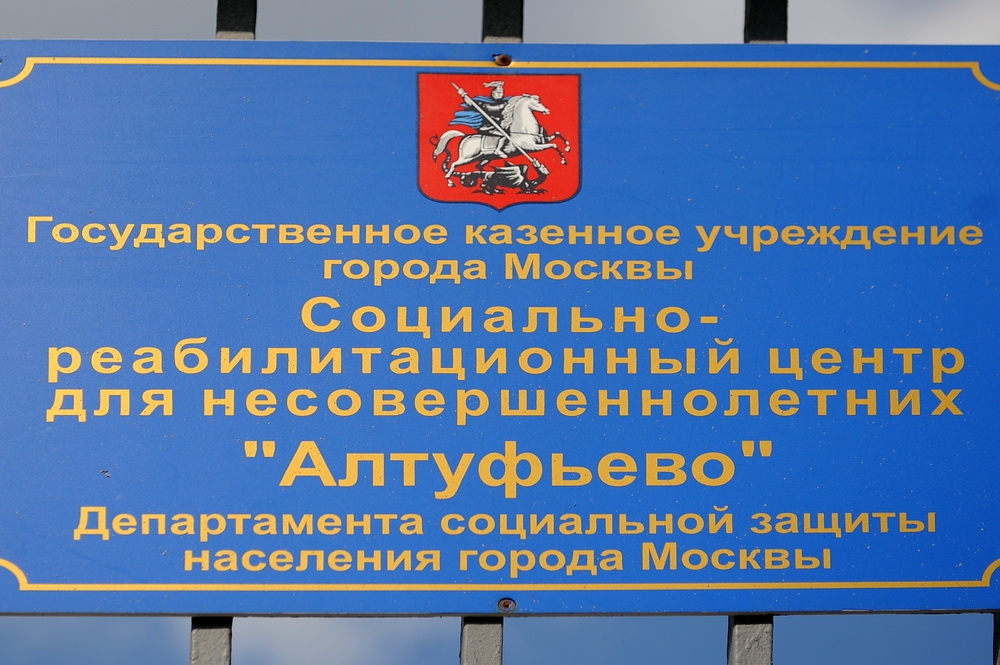 Государственное казенное учреждение
города Москвы
Социально-
реабилитационный центр
для несовершеннолетних
"Алтуфьево"
Департамента социальной защиты
населения города Москвы